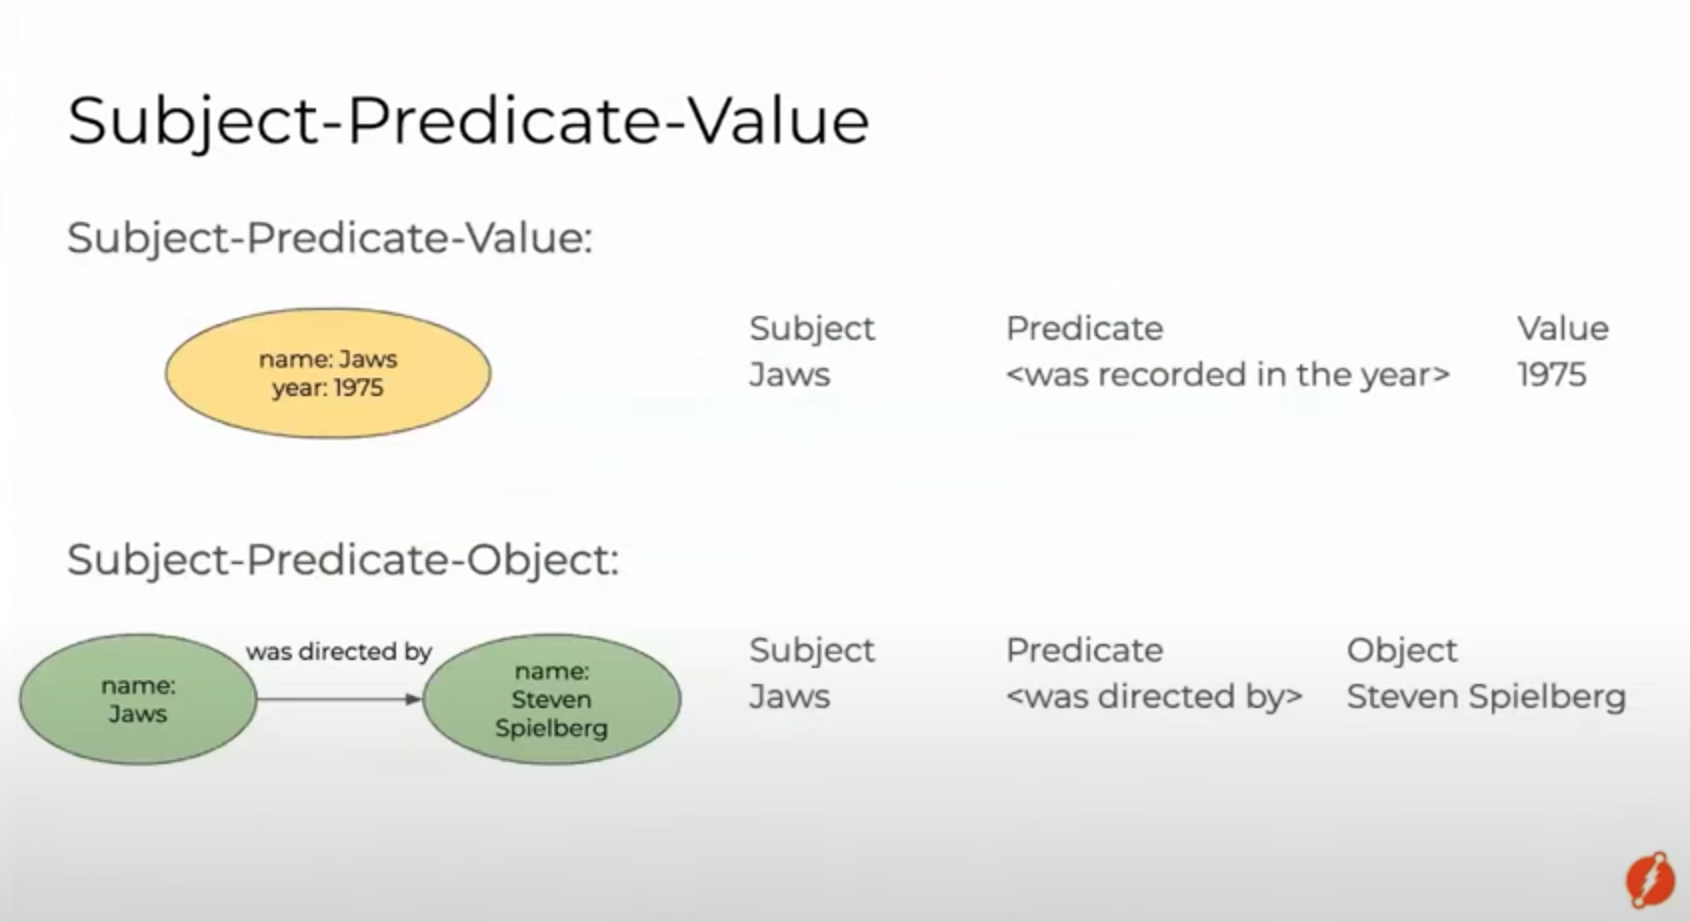 Subject-Predicate-Value
Subject-Predicate-Value:
name: Jaws
year: 1975
Subject Predicate Value
Jaws <was recorded in the year> 1975
Subject-Predicate-Object:
name:
Jaws
was directed by
name:
Steven
Spielberg
Subject Predicate Object
Jaws <was directed by> Steven Spielberg